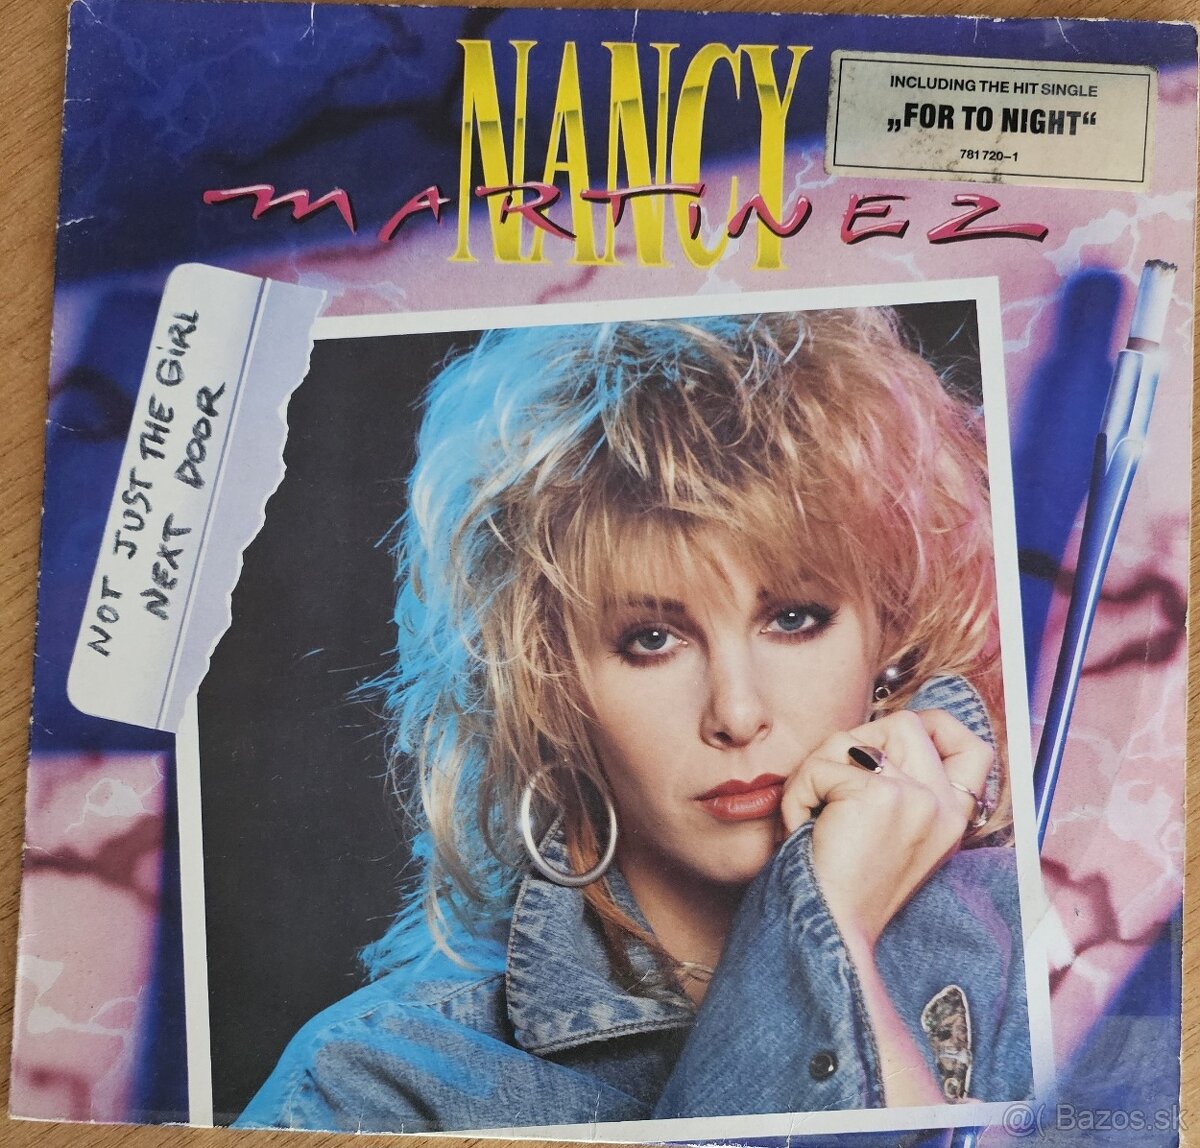 NANCY
MARTINEZ
INCLUDING THE HIT SINGLE
„FOR TO NIGHT“
781 720–1
NOT JUST THE GiRL
NEXT DOOR
@( Bazos.sk